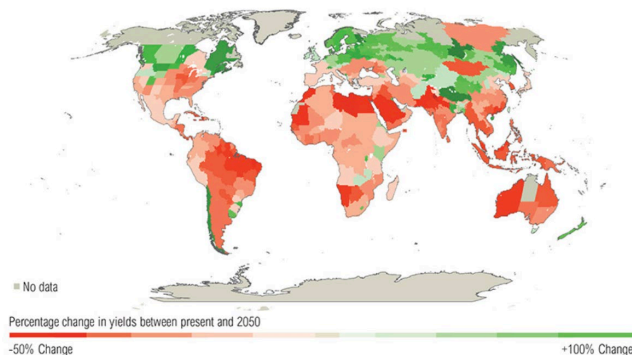 No data
Percentage change in yields between present and 2050
-50% Change
+100% Change